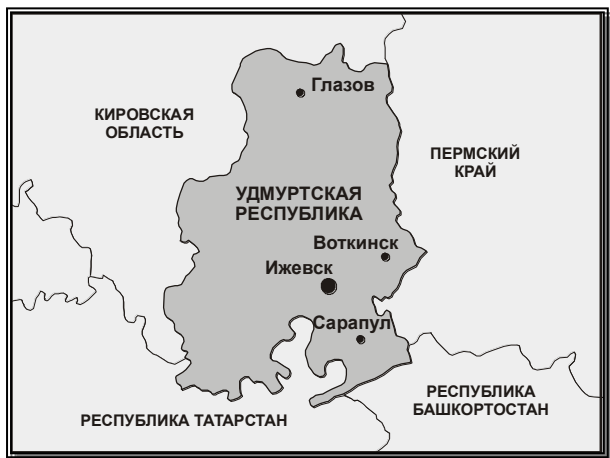 Глазов
КИРОВСКАЯ
ОБЛАСТЬ
ПЕРМСКИЙ
КРАЙ
УДМУРТСКАЯ
РЕСПУБЛИКА
Воткинск
Ижевск
Сарапул
РЕСПУБЛИКА ТАТАРСТАН
РЕСПУБЛИКА
БАШКОРТОСТАН